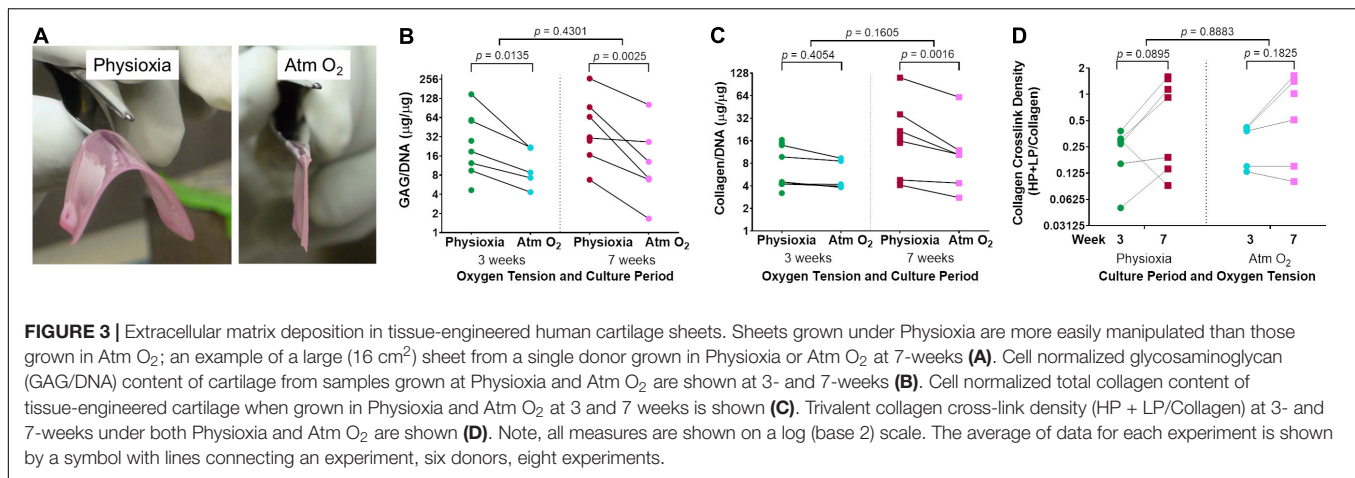 A
Physioxia
Atm O₂
B
p = 0.4301
p = 0.0135
p = 0.0025
GAG/DNA (µg/µg)
256
128
64
32
16
8
4
2
1
Physioxia Atm O₂ Physioxia Atm O₂
3 weeks 7 weeks
Oxygen Tension and Culture Period
C
p = 0.1605
p = 0.4054
p = 0.0016
Collagen/DNA (µg/µg)
128
64
32
16
8
4
2
1
Physioxia Atm O₂ Physioxia Atm O₂
3 weeks 7 weeks
Oxygen Tension and Culture Period
D
p = 0.8883
p = 0.0895
p = 0.1825
Collagen Crosslink Density
(HP+LP/Collagen)
2
1
0.5
0.25
0.125
0.0625
0.03125
Week 3 7 3 7
Physioxia Atm O₂
Culture Period and Oxygen Tension
FIGURE 3 | Extracellular matrix deposition in tissue-engineered human cartilage sheets. Sheets grown under Physioxia are more easily manipulated than those
grown in Atm O₂; an example of a large (16 cm²) sheet from a single donor grown in Physioxia or Atm O₂ at 7-weeks (A). Cell normalized glycosaminoglycan
(GAG/DNA) content of cartilage from samples grown at Physioxia and Atm O₂ are shown at 3- and 7-weeks (B). Cell normalized total collagen content of
tissue-engineered cartilage when grown in Physioxia and Atm O₂ at 3 and 7 weeks is shown (C). Trivalent collagen cross-link density (HP + LP/Collagen) at 3- and
7-weeks under both Physioxia and Atm O₂ are shown (D). Note, all measures are shown on a log (base 2) scale. The average of data for each experiment is shown
by a symbol with lines connecting an experiment, six donors, eight experiments.